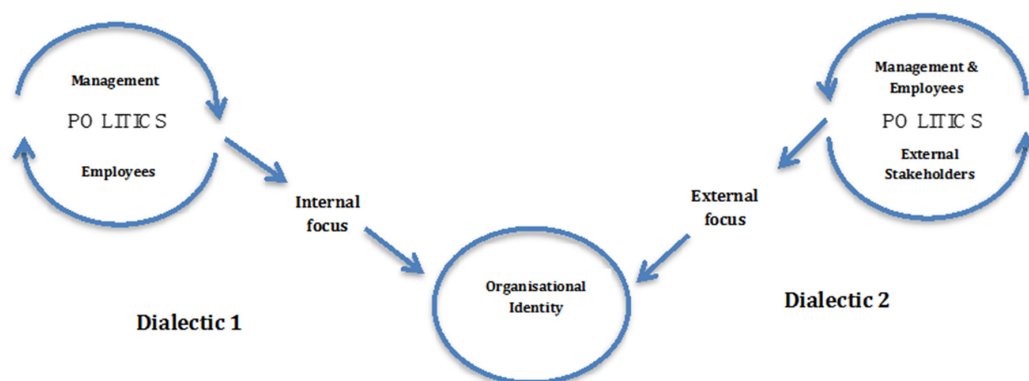 Management
PO LITICS
Employees
Internal
focus
Dialectic 1
Organisational
Identity
Management &
Employees
PO LITICS
External
Stakeholders
External
focus
Dialectic 2